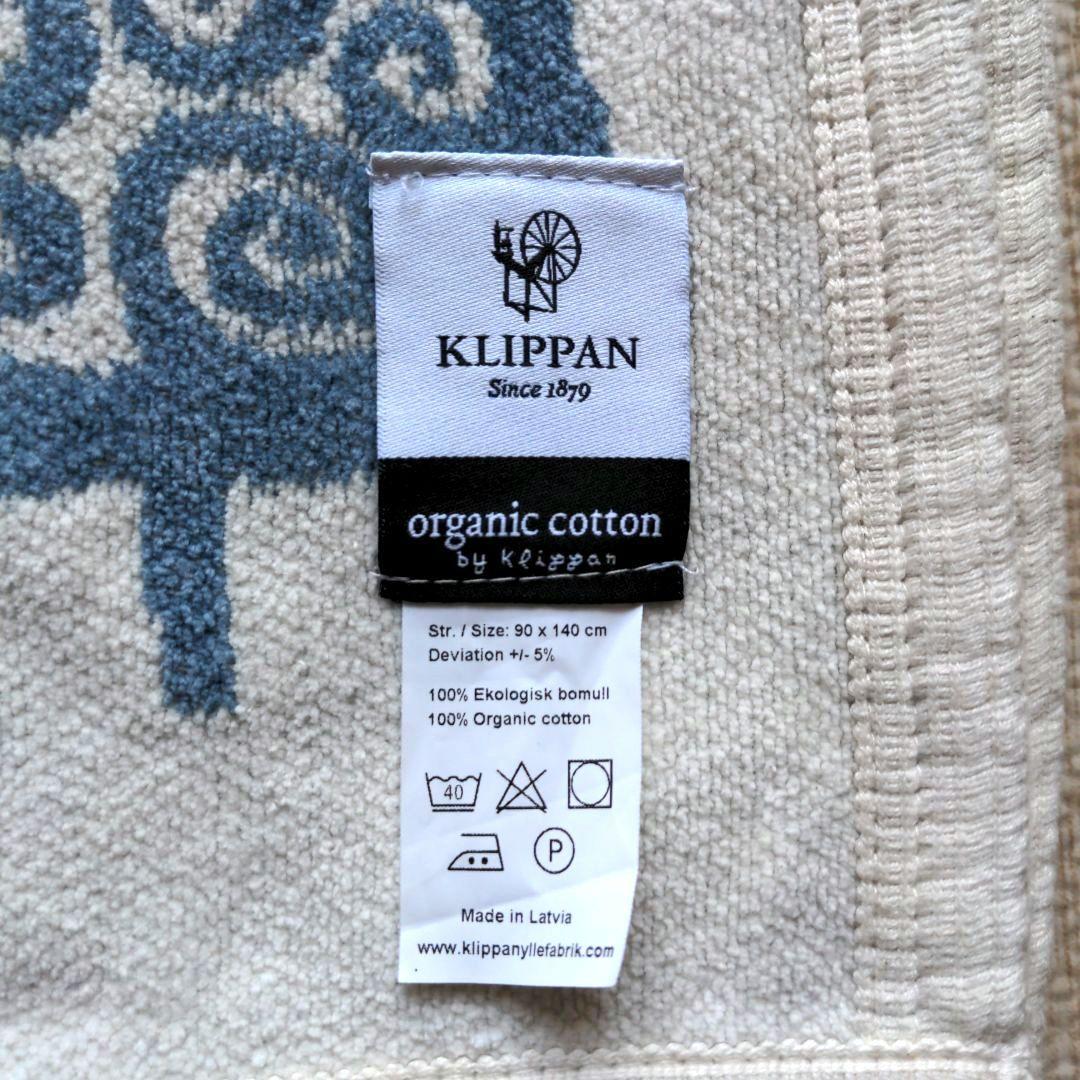 KLIPPAN
Since 1879
organic cotton
by Klippan
Str. / Size: 90 x 140 cm
Deviation +/- 5%
100% Ekologisk bomull
100% Organic cotton
40
P
Made in Latvia
www.klippanyllefabrik.com